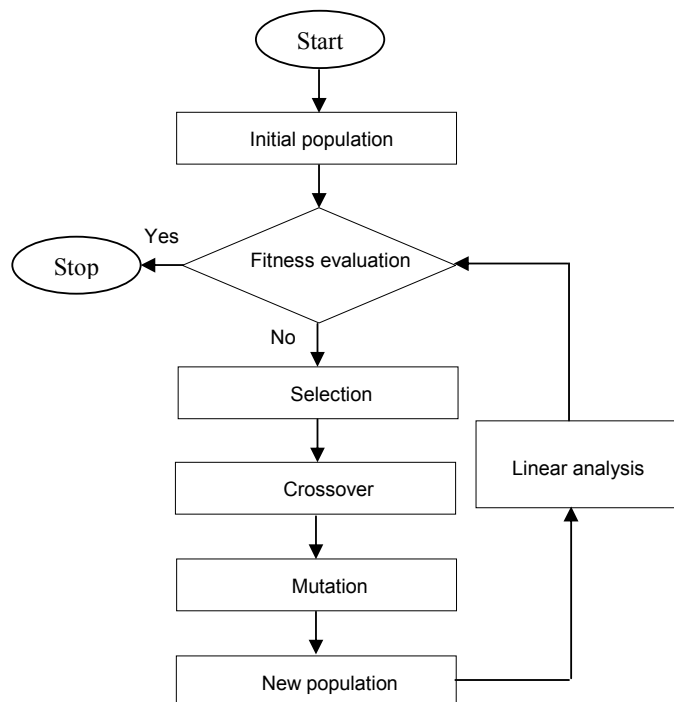 Start
Initial population
Yes
Fitness evaluation
Stop
No
Selection
Linear analysis
Crossover
Mutation
New population